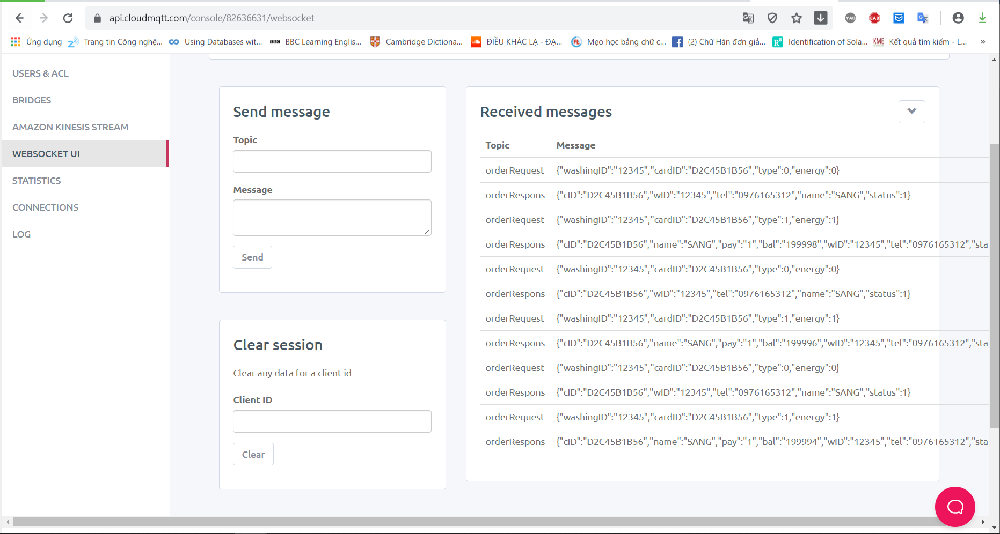 api.cloudmqtt.com/console/82636631/websocket
YAB
EAB
Ứng dụng
Trang tin Công nghệ...
Using Databases wit...
BBC
BBC Learning Englis...
Cambridge Dictiona...
ĐIỀU KHÁC LẠ - ĐẠ...
FL
Mẹo học bảng chữ c...
(2) Chữ Hán đơn giả...
Identification of Sola...
KME
Kết quả tìm kiếm - L...
»
USERS & ACL
BRIDGES
AMAZON KINESIS STREAM
WEBSOCKET UI
STATISTICS
CONNECTIONS
LOG
Send message
Topic
Message
Send
Clear session
Clear any data for a client id
Client ID
Clear
Received messages
Topic Message
orderRequest {"washingID":"12345","cardID":"D2C45B1B56","type":0,"energy":0}
orderRespons {"cID":"D2C45B1B56","wID":"12345","tel":"0976165312","name":"SANG","status":1}
orderRequest {"washingID":"12345","cardID":"D2C45B1B56","type":1,"energy":1}
orderRespons {"cID":"D2C45B1B56","name":"SANG","pay":"1","bal":"199998","wID":"12345","tel":"0976165312","sta
orderRequest {"washingID":"12345","cardID":"D2C45B1B56","type":0,"energy":0}
orderRespons {"cID":"D2C45B1B56","wID":"12345","tel":"0976165312","name":"SANG","status":1}
orderRequest {"washingID":"12345","cardID":"D2C45B1B56","type":1,"energy":1}
orderRespons {"cID":"D2C45B1B56","name":"SANG","pay":"1","bal":"199996","wID":"12345","tel":"0976165312","sta
orderRequest {"washingID":"12345","cardID":"D2C45B1B56","type":0,"energy":0}
orderRespons {"cID":"D2C45B1B56","wID":"12345","tel":"0976165312","name":"SANG","status":1}
orderRequest {"washingID":"12345","cardID":"D2C45B1B56","type":1,"energy":1}
orderRespons {"cID":"D2C45B1B56","name":"SANG","pay":"1","bal":"199994","wID":"12345","tel":"0976165312","sta